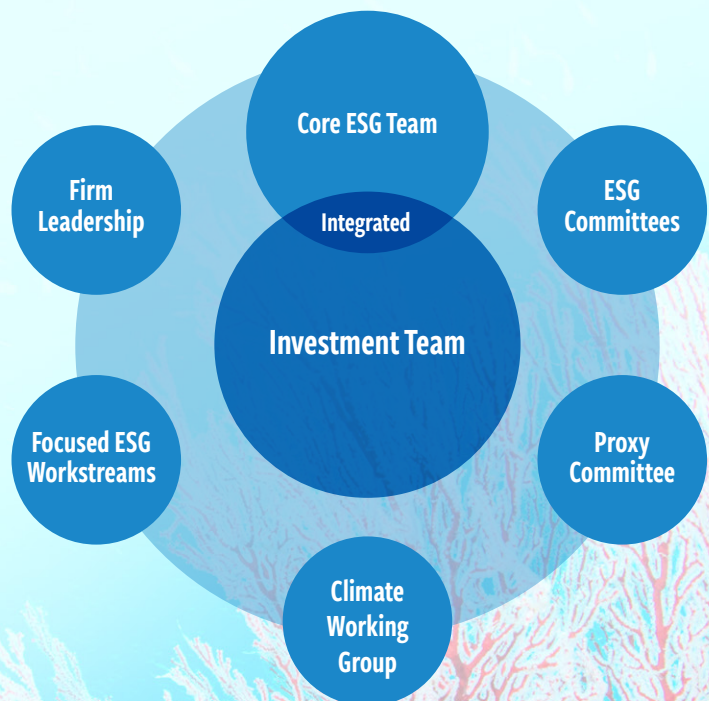 Core ESG Team
Firm
Leadership
ESG
Committees
Integrated
Investment Team
Focused ESG
Workstreams
Proxy
Committee
Climate
Working
Group